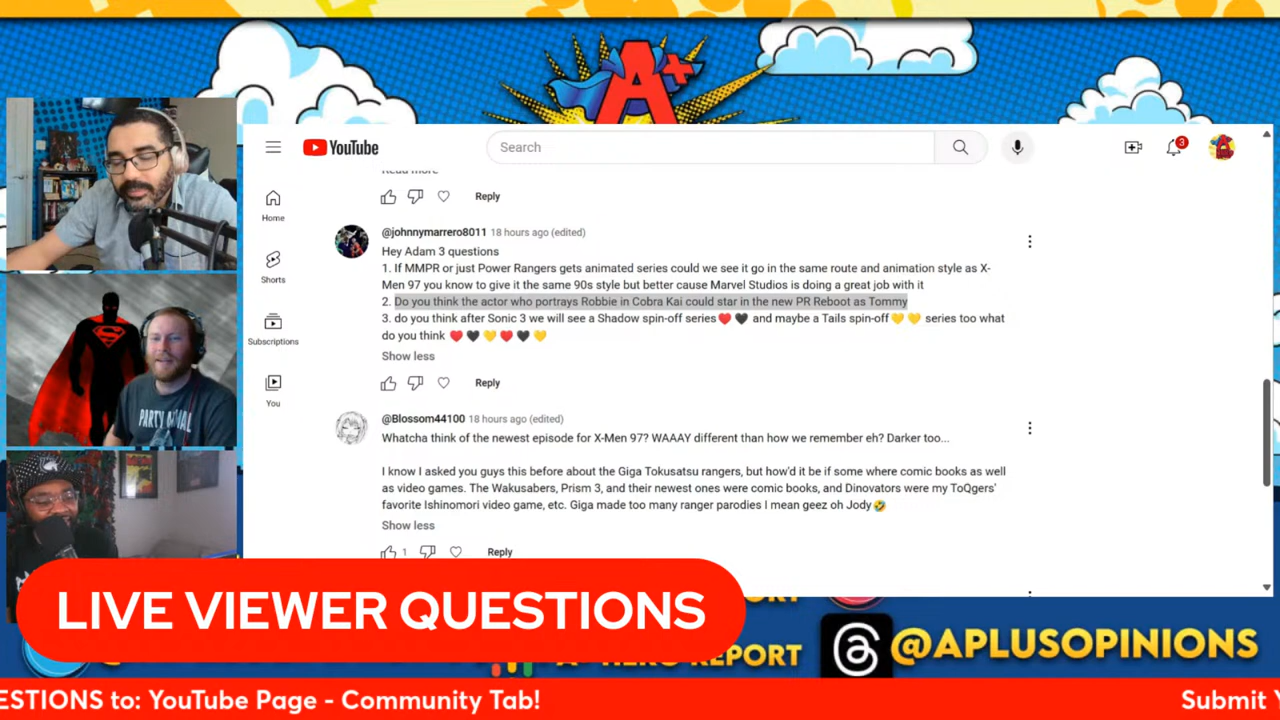 A+
YouTube
Search
3
Home
Shorts
Subscriptions
You
Read more
Reply
@johnnymarrero8011 18 hours ago (edited)
Hey Adam 3 questions
1. If MMPR or just Power Rangers gets animated series could we see it go in the same route and animation style as X-
Men 97 you know to give it the same 90s style but better cause Marvel Studios is doing a great job with it
2. Do you think the actor who portrays Robbie in Cobra Kai could star in the new PR Reboot as Tommy
3. do you think after Sonic 3 we will see a Shadow spin-off series❤️ 🖤 and maybe a Tails spin-off💛 💛 series too what
do you think ❤️ 🖤 💛 ❤️ 🖤 💛
Show less
Reply
@Blossom44100 18 hours ago (edited)
Whatcha think of the newest episode for X-Men 97? WAAAY different than how we remember eh? Darker too...
I know I asked you guys this before about the Giga Tokusatsu rangers, but how'd it be if some where comic books as well
as video games. The Wakusabers, Prism 3, and their newest ones were comic books, and Dinovators were my ToQgers'
favorite Ishinomori video game, etc. Giga made too many ranger parodies I mean geez oh Jody🤣
Show less
1
Reply
PARTY ANIMAL
LIVE VIEWER QUESTIONS
REPORT
@APLUSOPINIONS
ESTIONS to: YouTube Page - Community Tab!
Submit